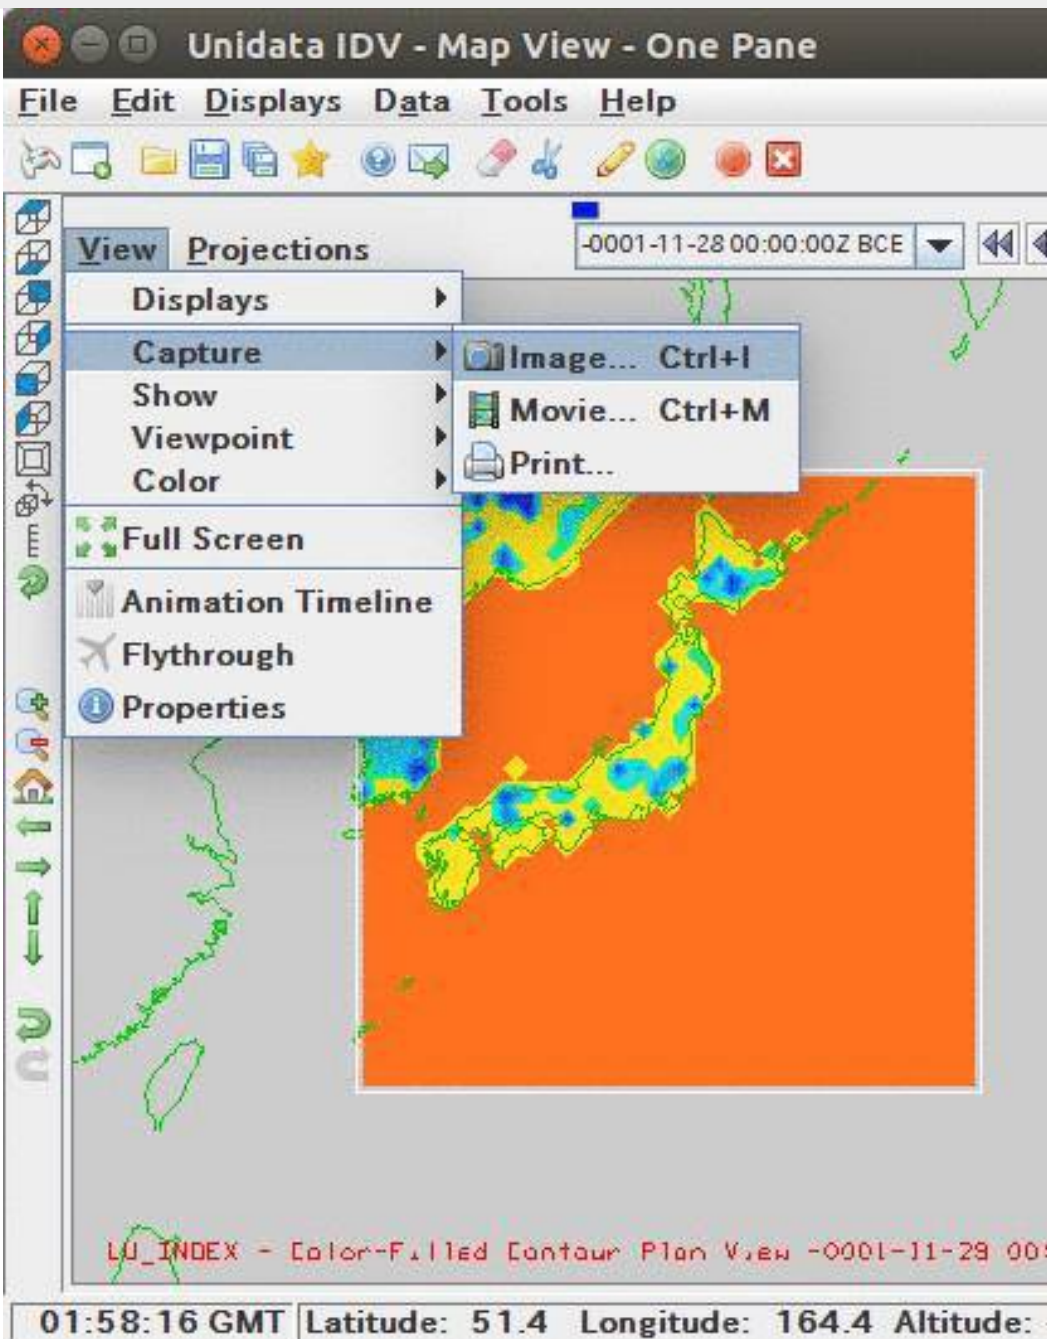 Unidata IDV - Map View - One Pane
File Edit Displays Data Tools Help
View Projections
-0001-11-28 00:00:00Z BCE
Displays
Capture
Image... Ctrl+I
Show
Movie... Ctrl+M
Viewpoint
Print...
Color
Full Screen
Animation Timeline
Flythrough
Properties
LU_INDEX - Color-Filled Contour Plan View -0001-11-29 00:
01:58:16 GMT Latitude: 51.4 Longitude: 164.4 Altitude: